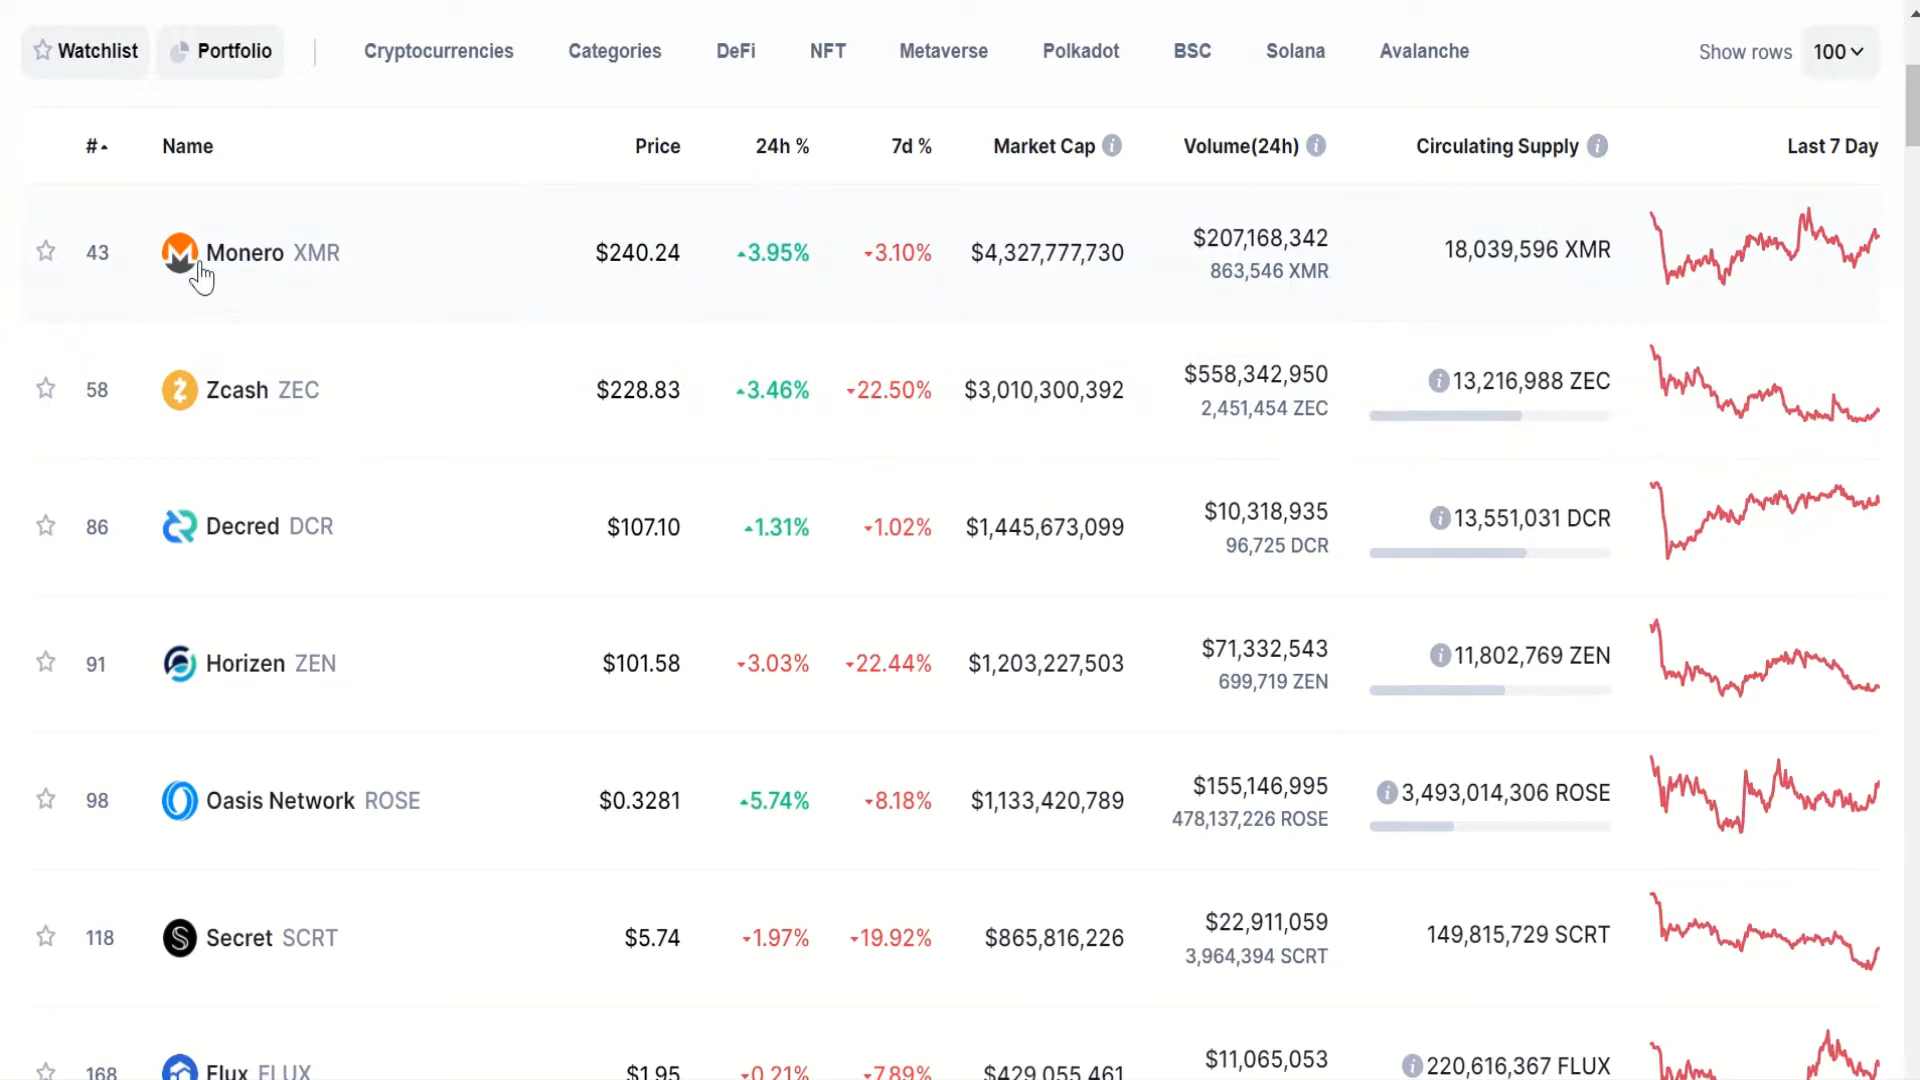 Watchlist Portfolio Cryptocurrencies Categories DeFi NFT Metaverse Polkadot BSC Solana Avalanche Show rows 100
# Name Price 24h % 7d % Market Cap Volume(24h) Circulating Supply Last 7 Day
43 Monero XMR $240.24 3.95% 3.10% $4,327,777,730 $207,168,342 18,039,596 XMR
863,546 XMR
58 Zcash ZEC $228.83 3.46% 22.50% $3,010,300,392 $558,342,950 13,216,988 ZEC
2,451,454 ZEC
86 Decred DCR $107.10 1.31% 1.02% $1,445,673,099 $10,318,935 13,551,031 DCR
96,725 DCR
91 Horizen ZEN $101.58 3.03% 22.44% $1,203,227,503 $71,332,543 11,802,769 ZEN
699,719 ZEN
98 Oasis Network ROSE $0.3281 5.74% 8.18% $1,133,420,789 $155,146,995 3,493,014,306 ROSE
478,137,226 ROSE
118 Secret SCRT $5.74 1.97% 19.92% $865,816,226 $22,911,059 149,815,729 SCRT
3,964,394 SCRT
168 Flux FLUX $1.95 0.21% 7.89% $429,055,461 $11,065,053 220,616,367 FLUX